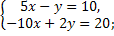 5x − y = 10,
−10x + 2y = 20;